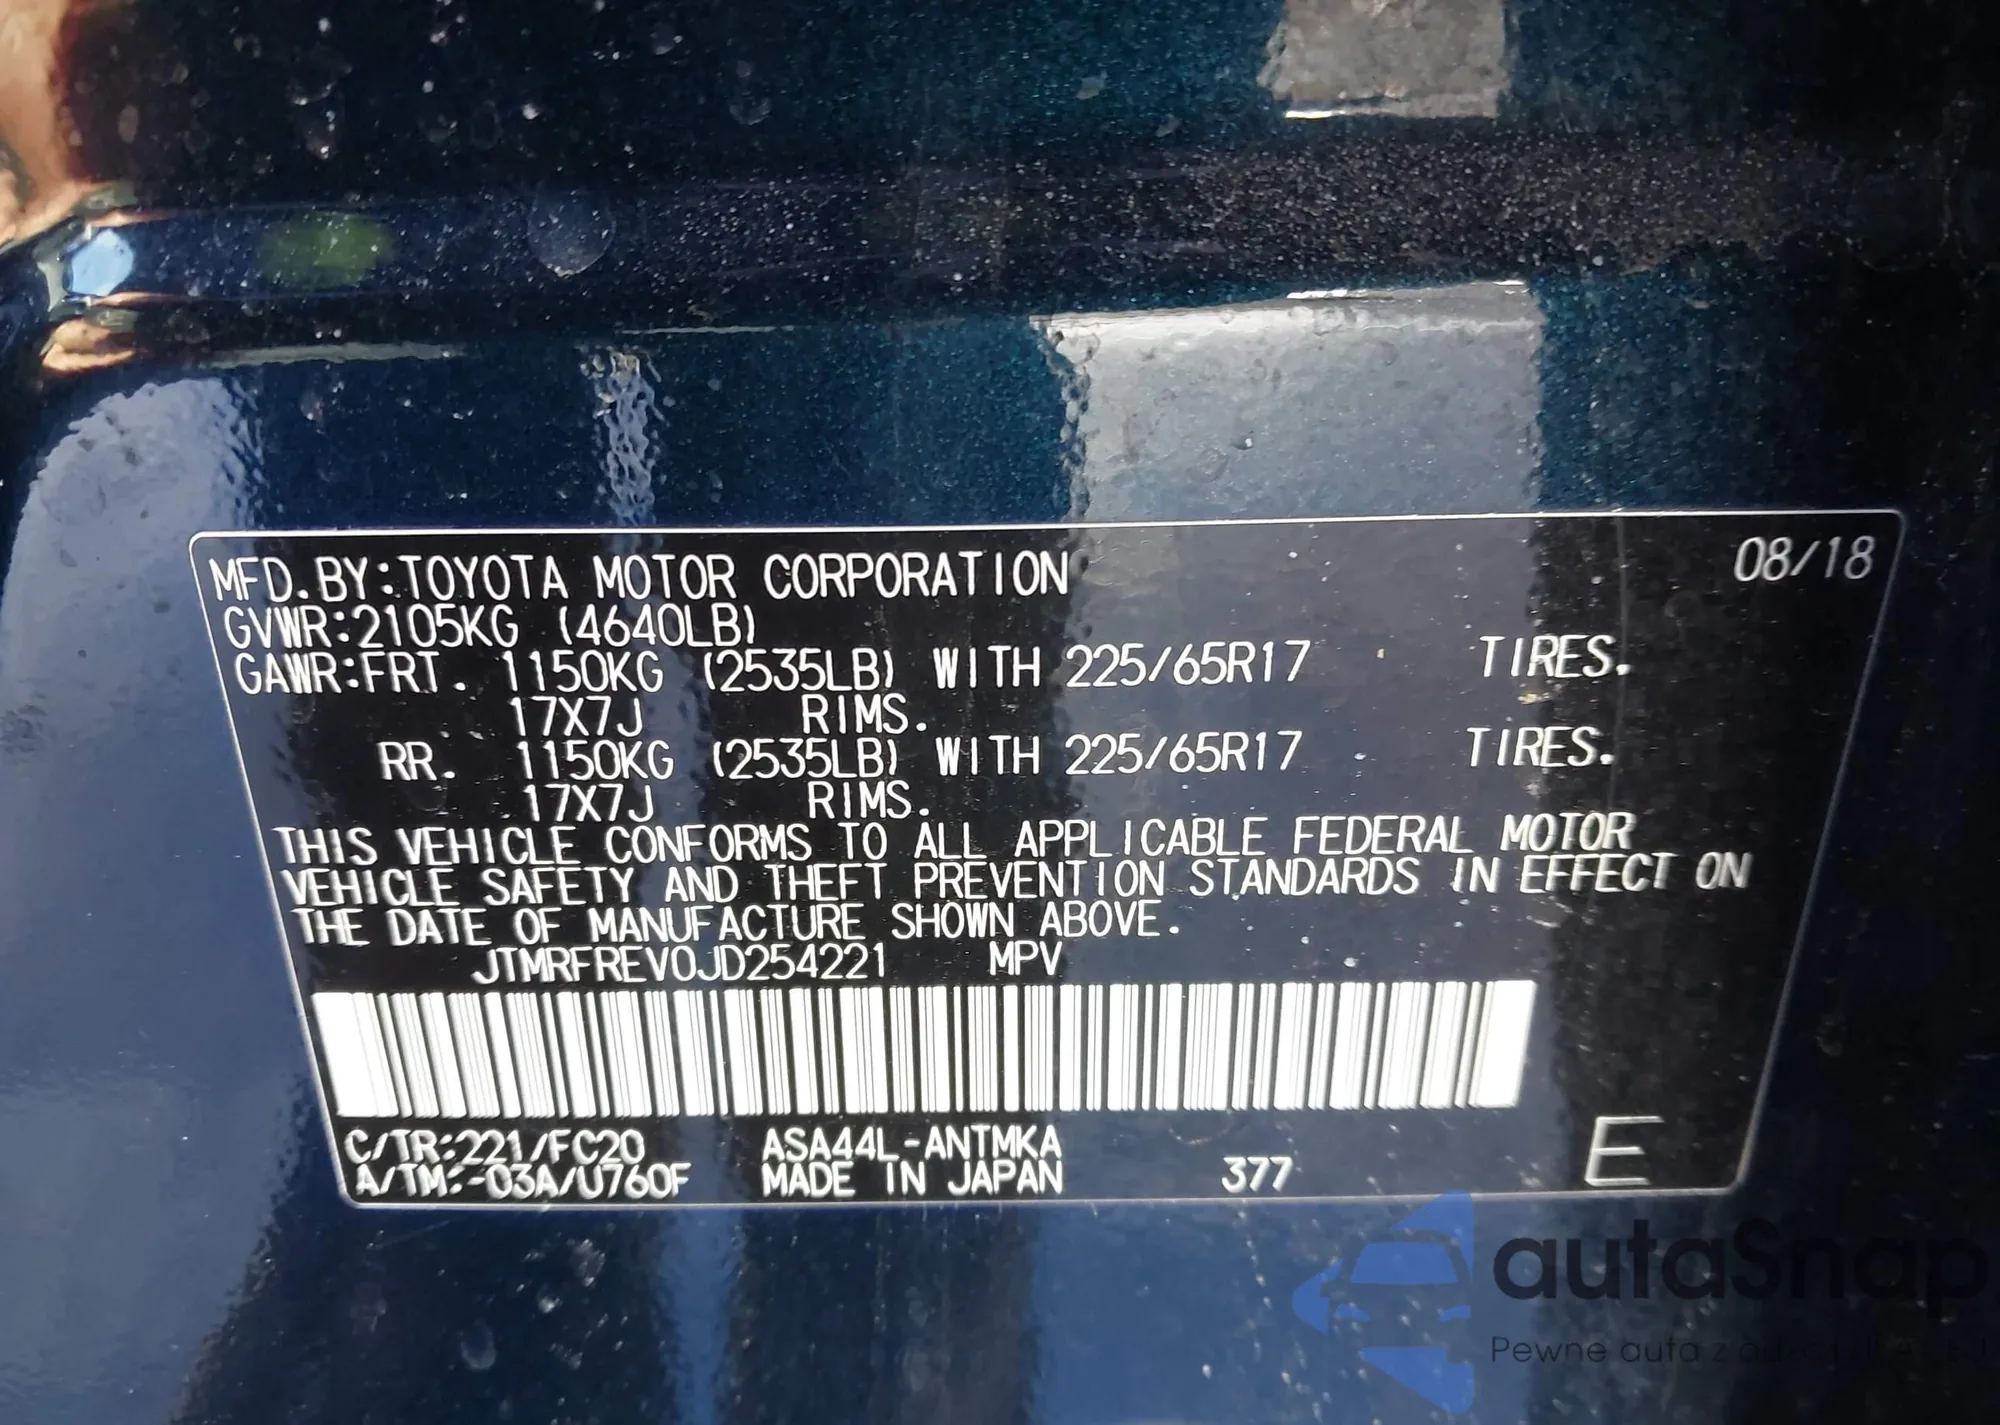 MFD.BY:TOYOTA MOTOR CORPORATION 08/18
GVWR:2105KG (4640LB)
GAWR:FRT. 1150KG (2535LB) WITH 225/65R17 TIRES.
17X7J RIMS.
RR. 1150KG (2535LB) WITH 225/65R17 TIRES.
17X7J RIMS.
THIS VEHICLE CONFORMS TO ALL APPLICABLE FEDERAL MOTOR
VEHICLE SAFETY AND THEFT PREVENTION STANDARDS IN EFFECT ON
THE DATE OF MANUFACTURE SHOWN ABOVE.
JTMRFREV0JD254221 MPV
C/TR:221/FC20 ASA44L-ANTMKA
A/TM:-03A/U760F MADE IN JAPAN 377 E
autaSnap
Pewne auta z